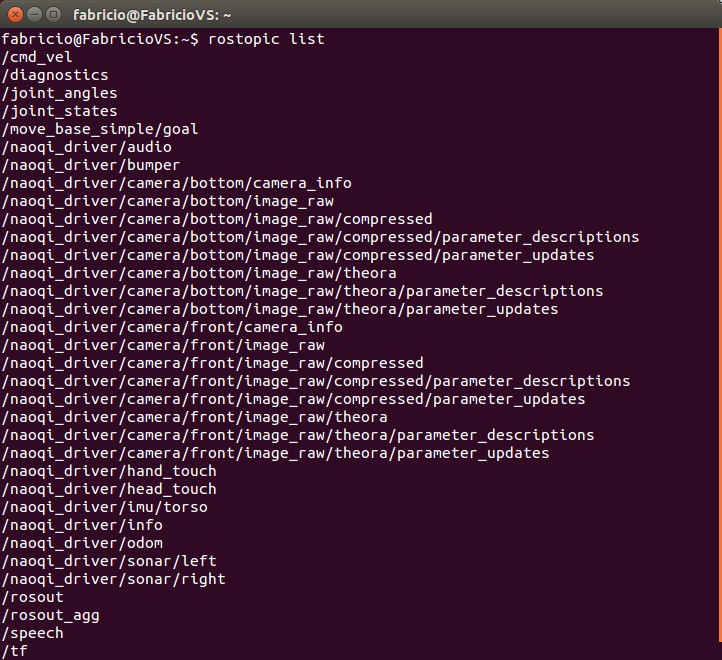 fabricio@FabricioVS: ~
fabricio@FabricioVS:~$ rostopic list
/cmd_vel
/diagnostics
/joint_angles
/joint_states
/move_base_simple/goal
/naoqi_driver/audio
/naoqi_driver/bumper
/naoqi_driver/camera/bottom/camera_info
/naoqi_driver/camera/bottom/image_raw
/naoqi_driver/camera/bottom/image_raw/compressed
/naoqi_driver/camera/bottom/image_raw/compressed/parameter_descriptions
/naoqi_driver/camera/bottom/image_raw/compressed/parameter_updates
/naoqi_driver/camera/bottom/image_raw/theora
/naoqi_driver/camera/bottom/image_raw/theora/parameter_descriptions
/naoqi_driver/camera/bottom/image_raw/theora/parameter_updates
/naoqi_driver/camera/front/camera_info
/naoqi_driver/camera/front/image_raw
/naoqi_driver/camera/front/image_raw/compressed
/naoqi_driver/camera/front/image_raw/compressed/parameter_descriptions
/naoqi_driver/camera/front/image_raw/compressed/parameter_updates
/naoqi_driver/camera/front/image_raw/theora
/naoqi_driver/camera/front/image_raw/theora/parameter_descriptions
/naoqi_driver/camera/front/image_raw/theora/parameter_updates
/naoqi_driver/hand_touch
/naoqi_driver/head_touch
/naoqi_driver/imu/torso
/naoqi_driver/info
/naoqi_driver/odom
/naoqi_driver/sonar/left
/naoqi_driver/sonar/right
/rosout
/rosout_agg
/speech
/tf